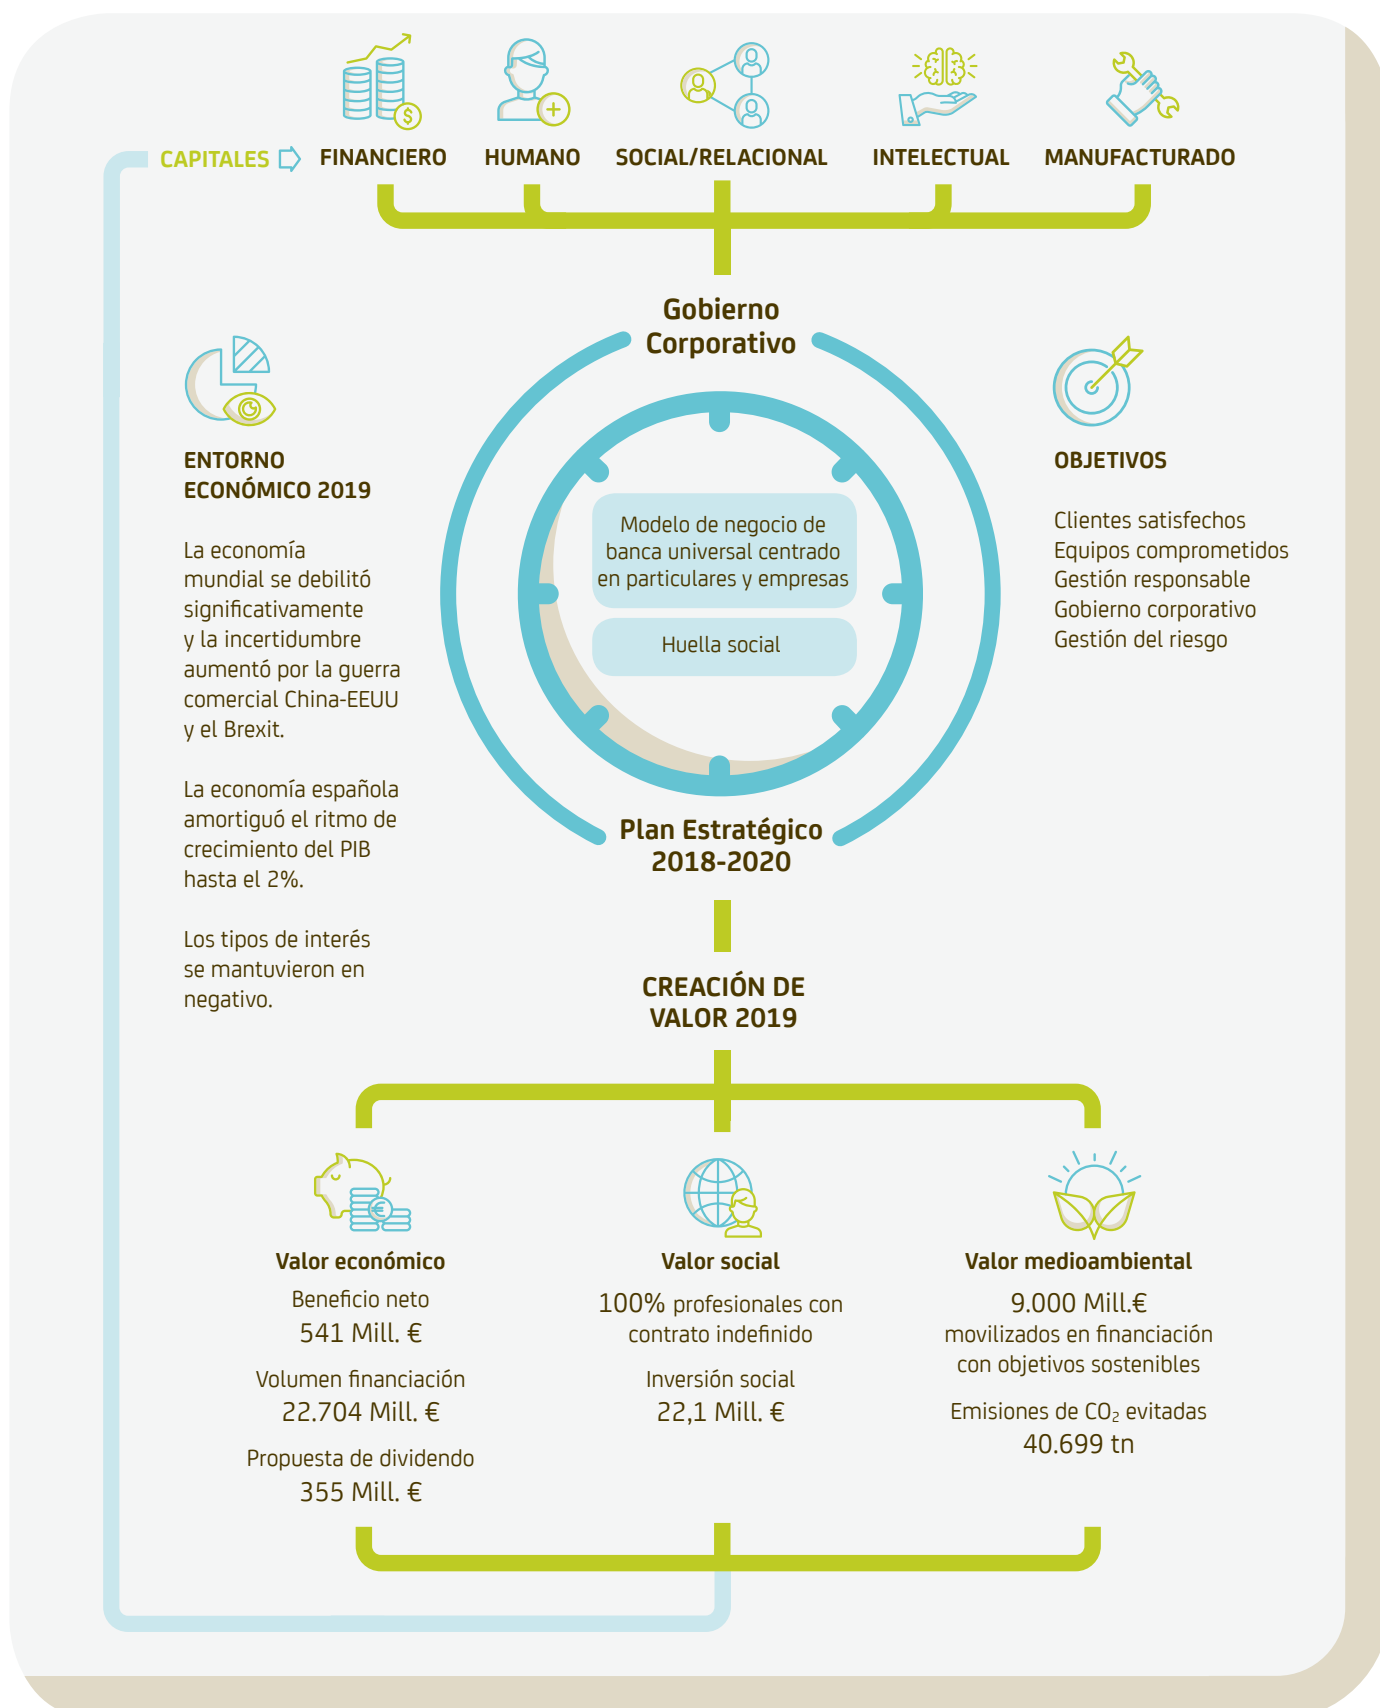 CAPITALES
FINANCIERO
HUMANO
SOCIAL/RELACIONAL
INTELECTUAL
MANUFACTURADO
Gobierno
Corporativo
ENTORNO
ECONÓMICO 2019
La economía
mundial se debilitó
significativamente
y la incertidumbre
aumentó por la guerra
comercial China-EEUU
y el Brexit.
La economía española
amortiguó el ritmo de
crecimiento del PIB
hasta el 2%.
Los tipos de interés
se mantuvieron en
negativo.
Modelo de negocio de
banca universal centrado
en particulares y empresas
Huella social
OBJETIVOS
Clientes satisfechos
Equipos comprometidos
Gestión responsable
Gobierno corporativo
Gestión del riesgo
Plan Estratégico
2018-2020
CREACIÓN DE
VALOR 2019
Valor económico
Beneficio neto
541 Mill. €
Volumen financiación
22.704 Mill. €
Propuesta de dividendo
355 Mill. €
Valor social
100% profesionales con
contrato indefinido
Inversión social
22,1 Mill. €
Valor medioambiental
9.000 Mill.€
movilizados en financiación
con objetivos sostenibles
Emisiones de CO₂ evitadas
40.699 tn